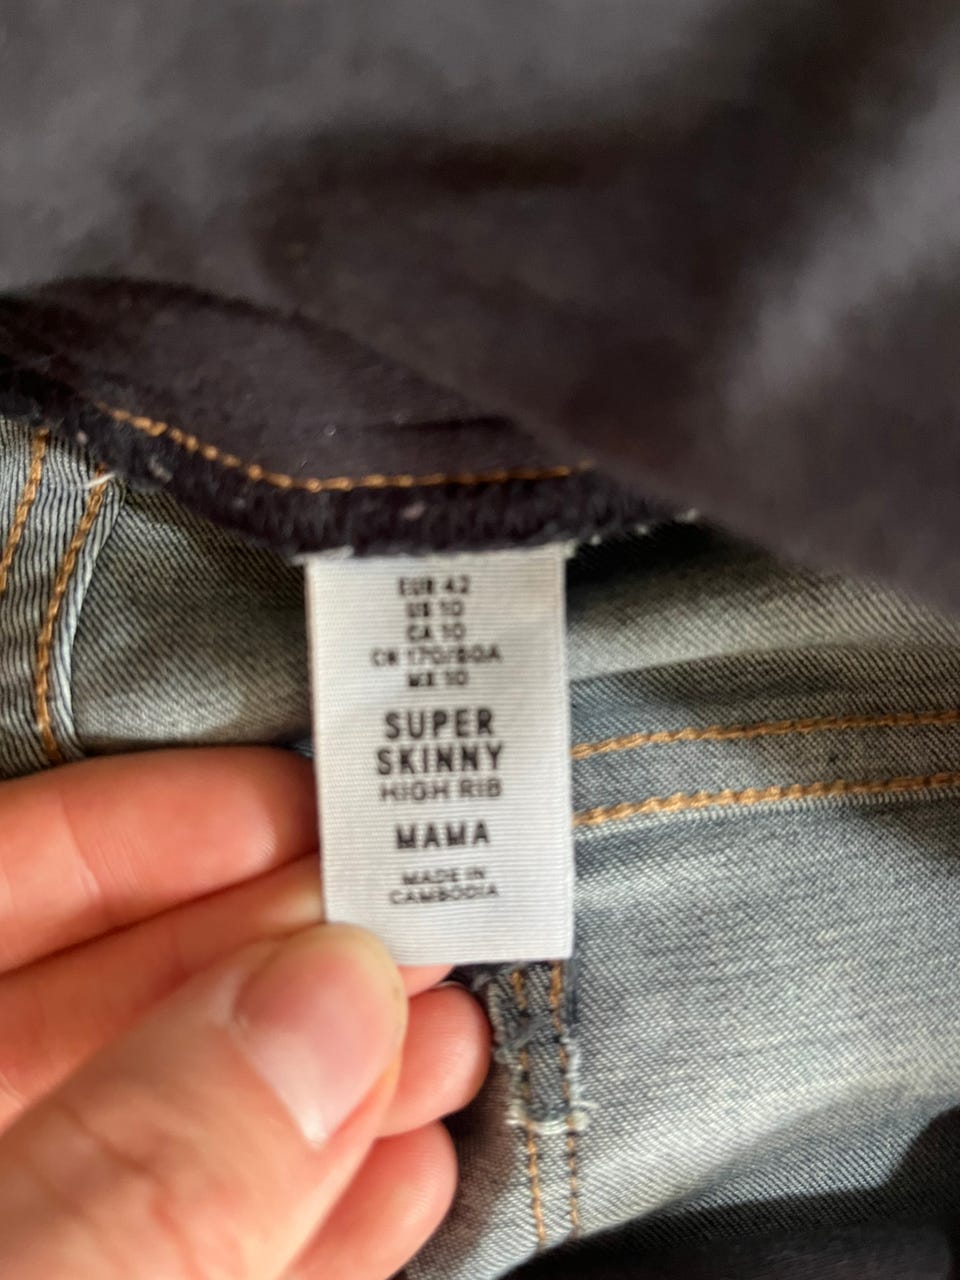 EUR 42
US 10
CA 10
CN 170/80A
MX 10
SUPER
SKINNY
HIGH RIB
MAMA
MADE IN
CAMBODIA